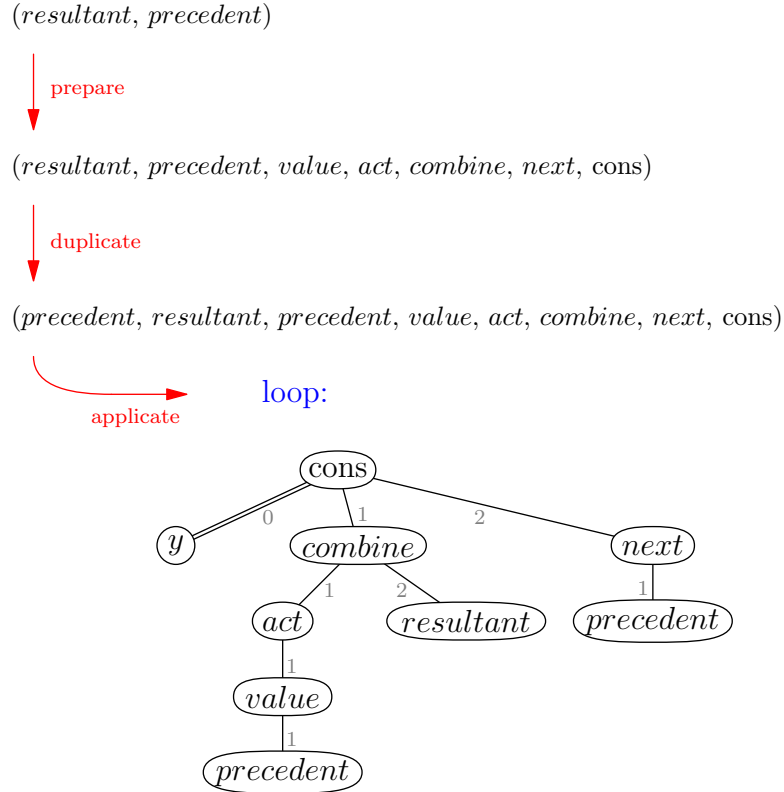 (resultant, precedent)
prepare
(resultant, precedent, value, act, combine, next, cons)
duplicate
(precedent, resultant, precedent, value, act, combine, next, cons)
loop:
applicate
cons
0 1 2
y combine next
1 2 1
act resultant precedent
1
value
1
precedent